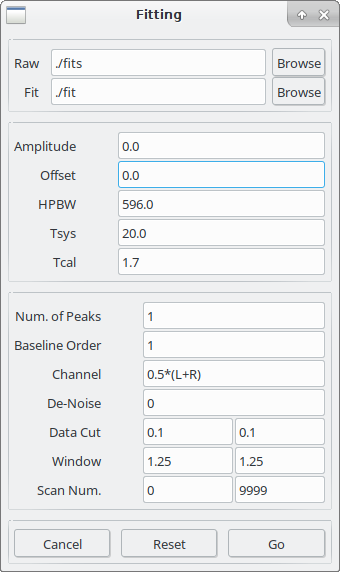 Fitting
Raw ./fits Browse
Fit ./fit Browse
Amplitude 0.0
Offset 0.0
HPBW 596.0
Tsys 20.0
Tcal 1.7
Num. of Peaks 1
Baseline Order 1
Channel 0.5*(L+R)
De-Noise 0
Data Cut 0.1 0.1
Window 1.25 1.25
Scan Num. 0 9999
Cancel Reset Go